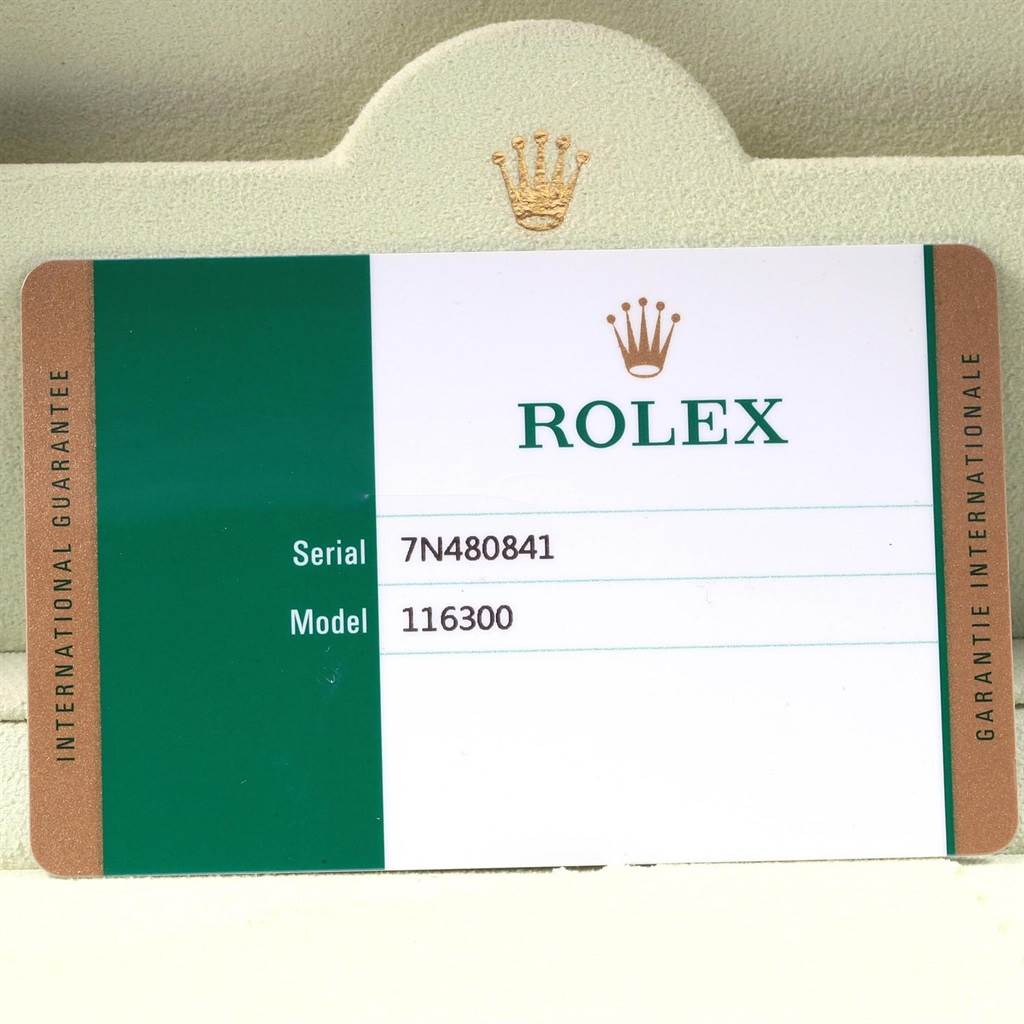 INTERNATIONAL GUARANTEE
ROLEX
Serial 7N480841
Model 116300
GARANTIE INTERNATIONALE